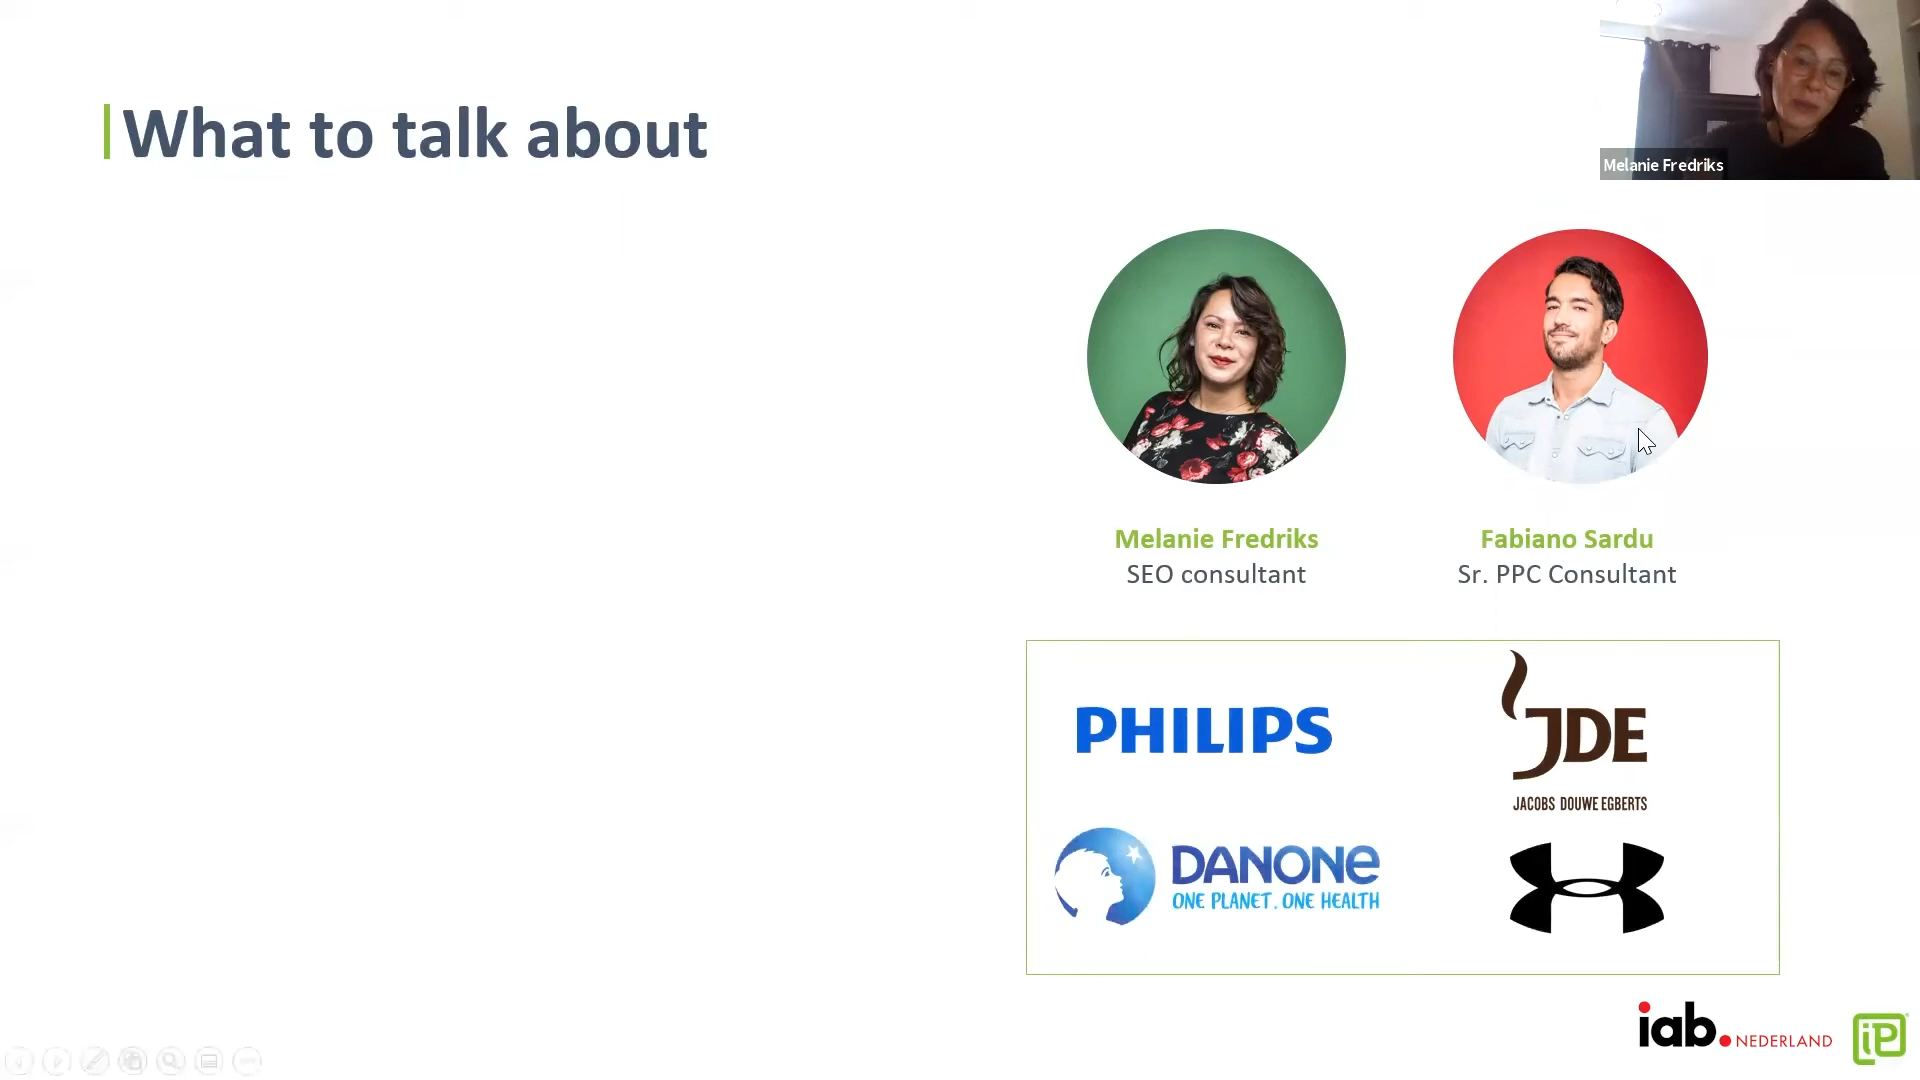 What to talk about
Melanie Fredriks
Melanie Fredriks
SEO consultant
Fabiano Sardu
Sr. PPC Consultant
PHILIPS
JDE
JACOBS DOUWE EGBERTS
DANONE
ONE PLANET. ONE HEALTH
iab.NEDERLAND
iP